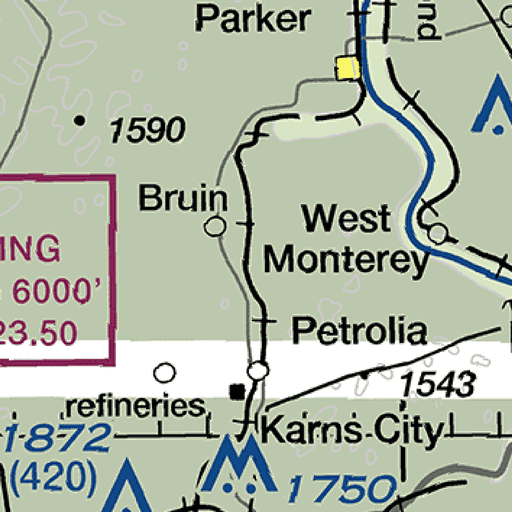 Parker
1590
Bruin
West
Monterey
ING
6000'
23.50
Petrolia
1543
refineries
Karns City
1872
(420)
1750